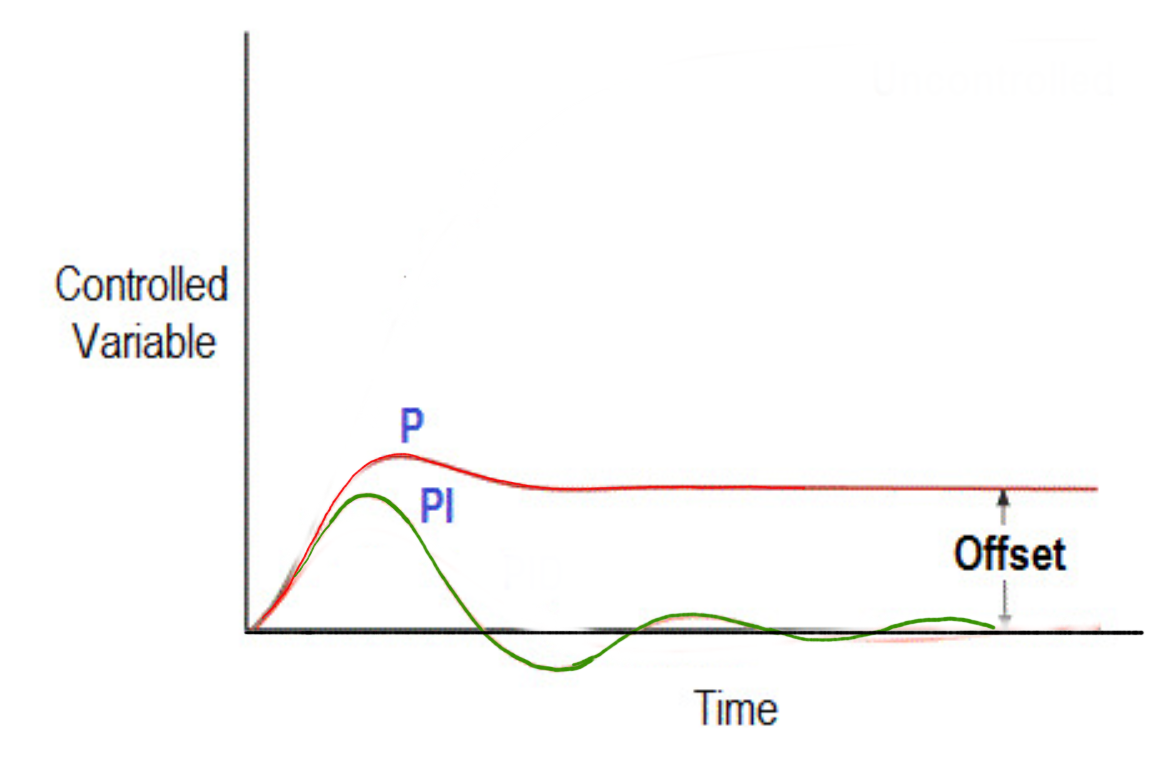 Controlled
Variable
P
PI
Offset
Time